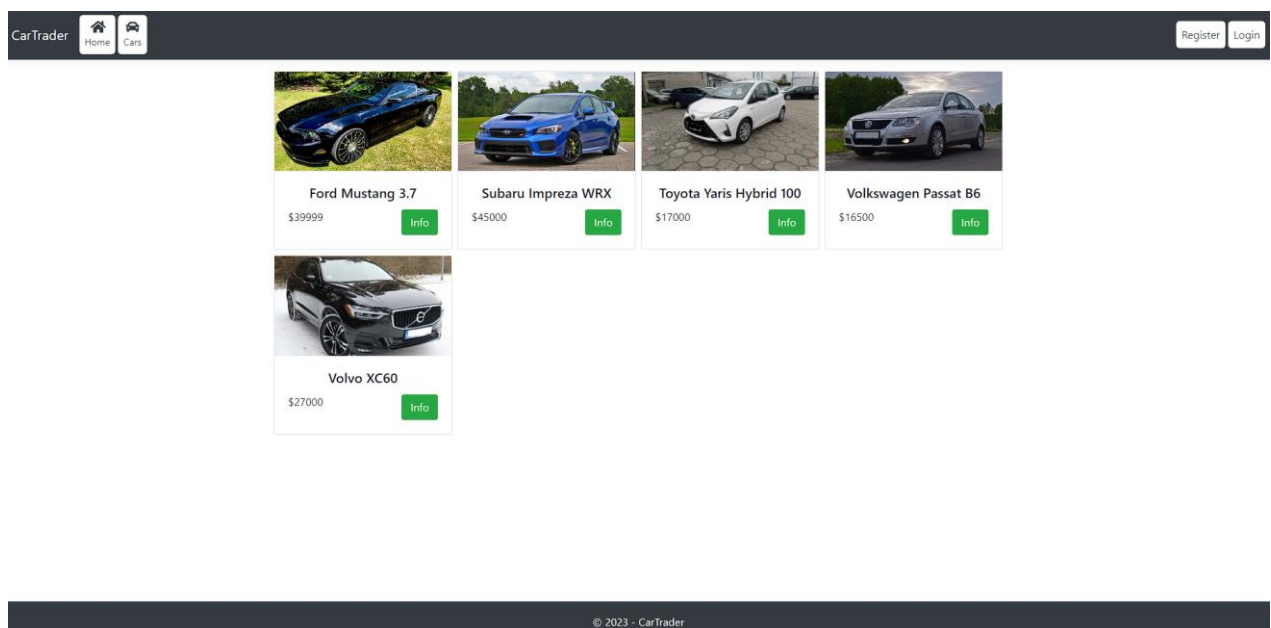 CarTrader
Home
Cars
Register
Login
Ford Mustang 3.7
$39999
Info
Subaru Impreza WRX
$45000
Info
Toyota Yaris Hybrid 100
$17000
Info
Volkswagen Passat B6
$16500
Info
Volvo XC60
$27000
Info
© 2023 - CarTrader